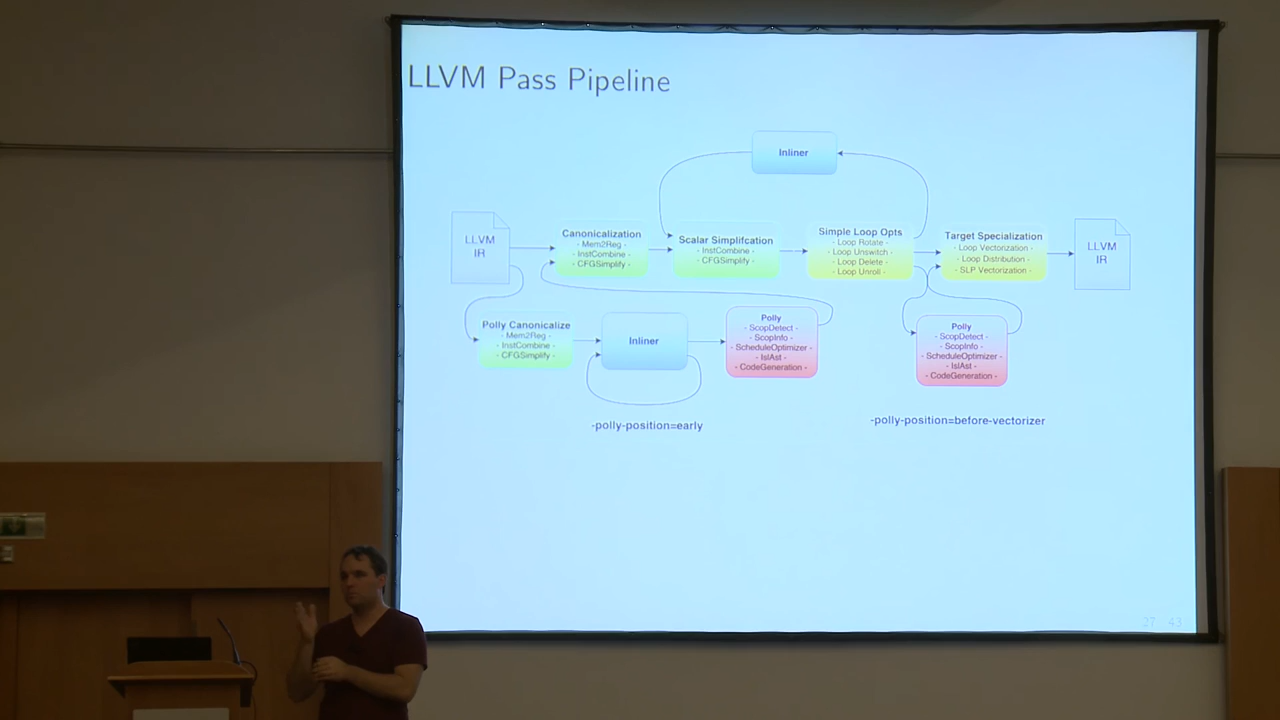 LLVM Pass Pipeline
Inliner
LLVM
IR
Canonicalization
- Mem2Reg -
- InstCombine -
- CFGSimplify -
Scalar Simplifcation
- InstCombine -
- CFGSimplify -
Simple Loop Opts
- Loop Rotate -
- Loop Unswitch -
- Loop Delete -
- Loop Unroll -
Target Specialization
- Loop Vectorization -
- Loop Distribution -
- SLP Vectorization -
LLVM
IR
Polly Canonicalize
- Mem2Reg -
- InstCombine -
- CFGSimplify -
Inliner
Polly
- ScopDetect -
- ScopInfo -
- ScheduleOptimizer -
- IslAst -
- CodeGeneration -
Polly
- ScopDetect -
- ScopInfo -
- ScheduleOptimizer -
- IslAst -
- CodeGeneration -
-polly-position=early
-polly-position=before-vectorizer
27 43